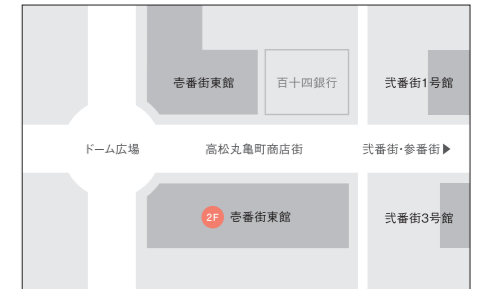 壱番街東館
百十四銀行
弐番街1号館
ドーム広場
高松丸亀町商店街
弐番街・参番街▶
2F 壱番街東館
弐番街3号館